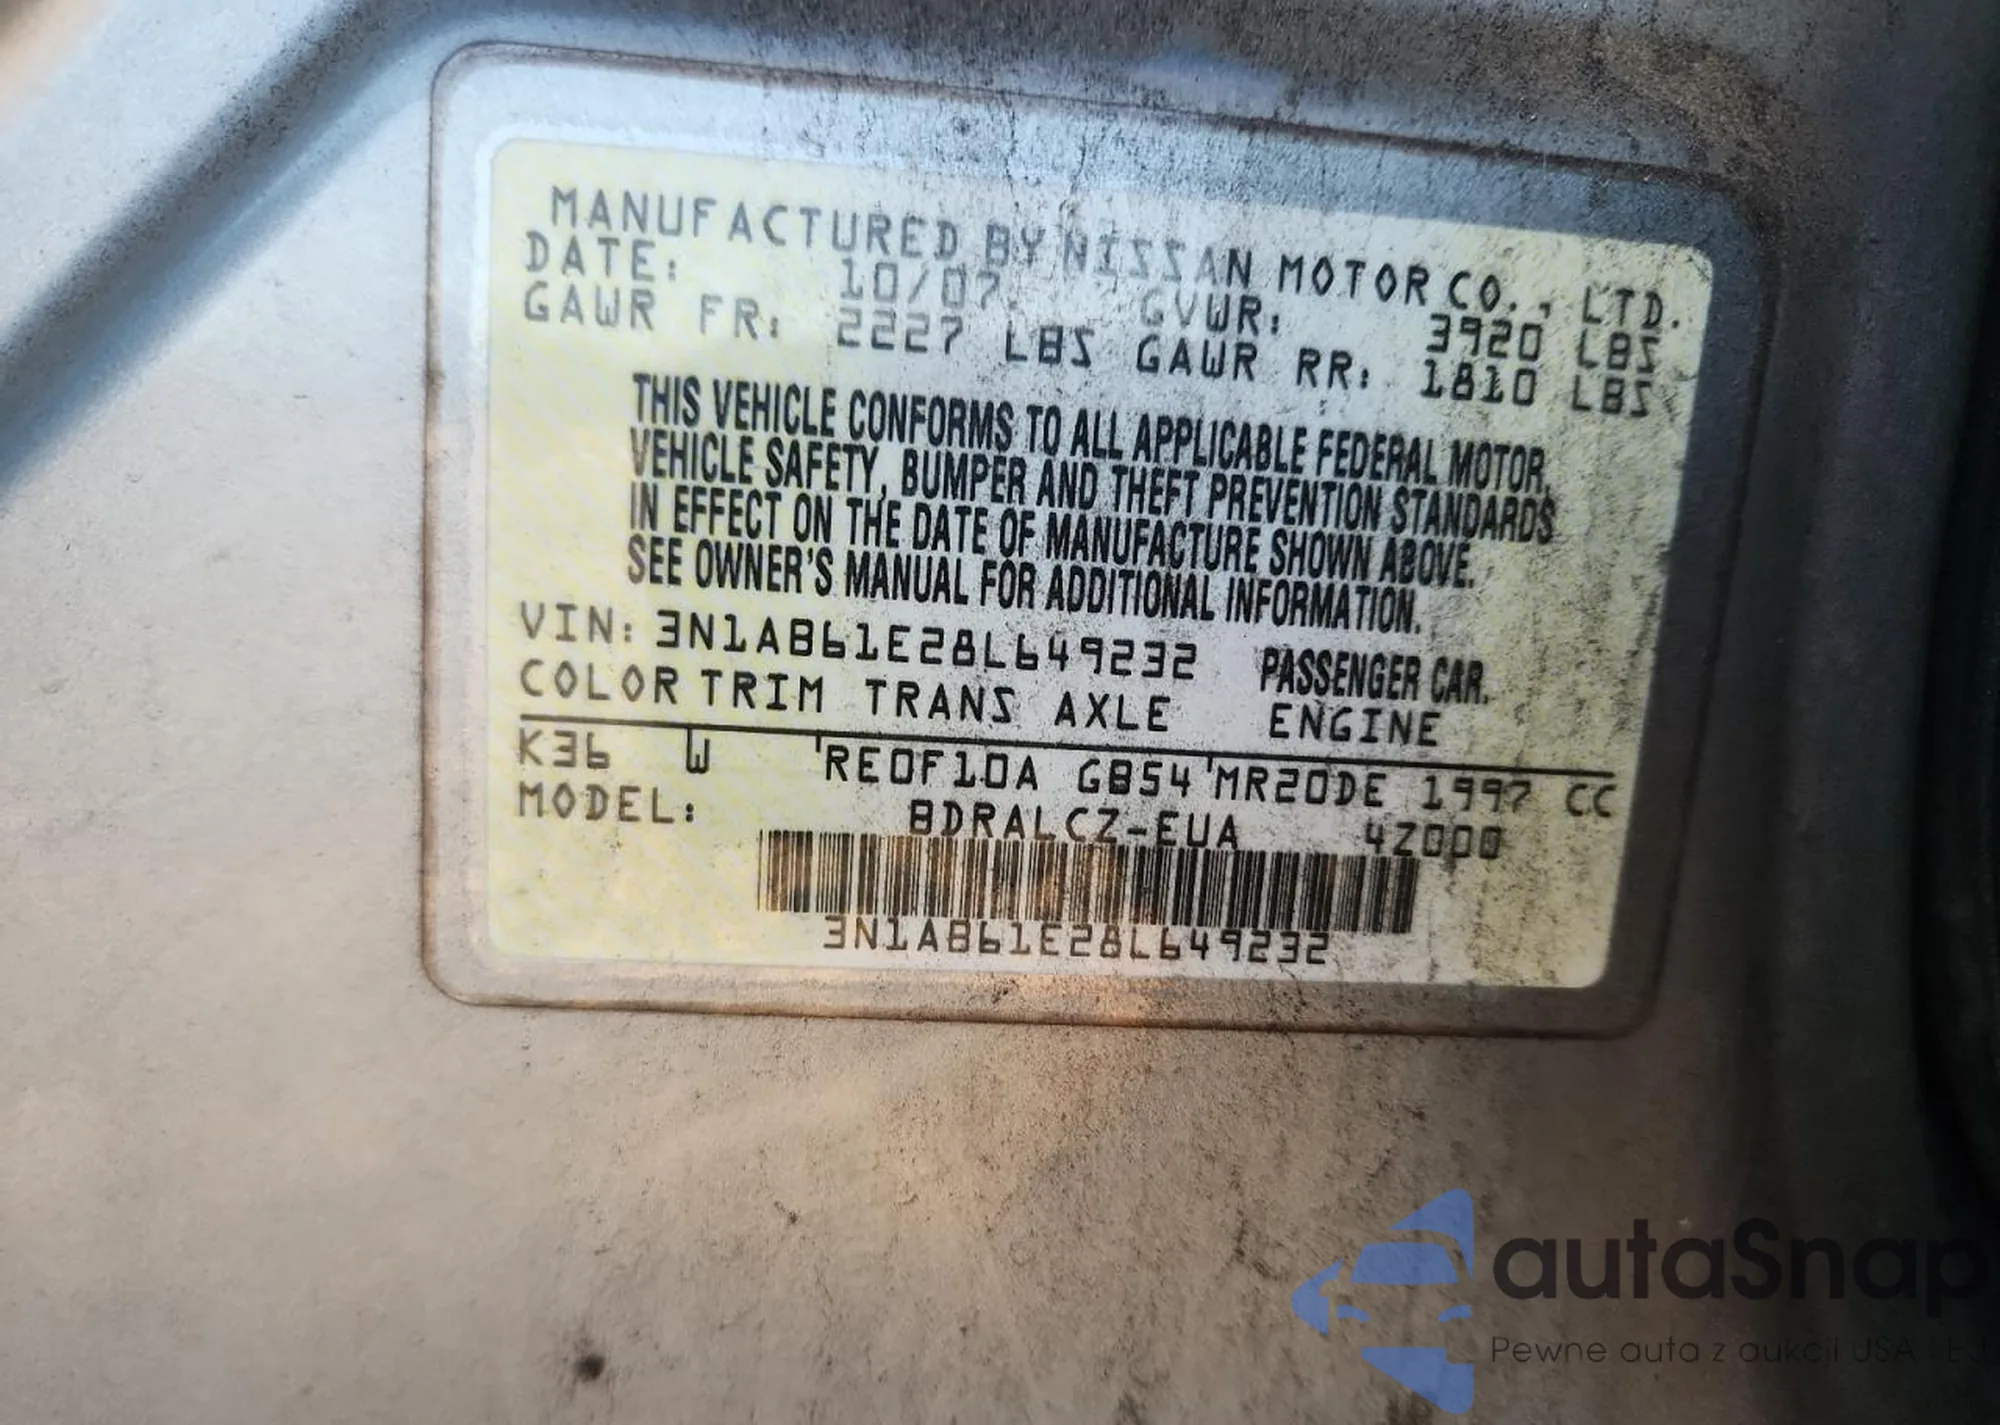 MANUFACTURED BY NISSAN MOTOR CO., LTD.
DATE: 10/07 GVWR: 3920 LBS
GAWR FR: 2227 LBS GAWR RR: 1810 LBS
THIS VEHICLE CONFORMS TO ALL APPLICABLE FEDERAL MOTOR
VEHICLE SAFETY, BUMPER AND THEFT PREVENTION STANDARDS
IN EFFECT ON THE DATE OF MANUFACTURE SHOWN ABOVE.
SEE OWNER'S MANUAL FOR ADDITIONAL INFORMATION.
VIN: 3N1AB61E28L649232 PASSENGER CAR.
COLOR TRIM TRANS AXLE ENGINE
K36 W RE0F10A GB54 MR20DE 1997 CC
MODEL: BDRALCZ-EUA 4Z000
3N1AB61E28L649232
autaSnap
Pewne auta z aukcji USA